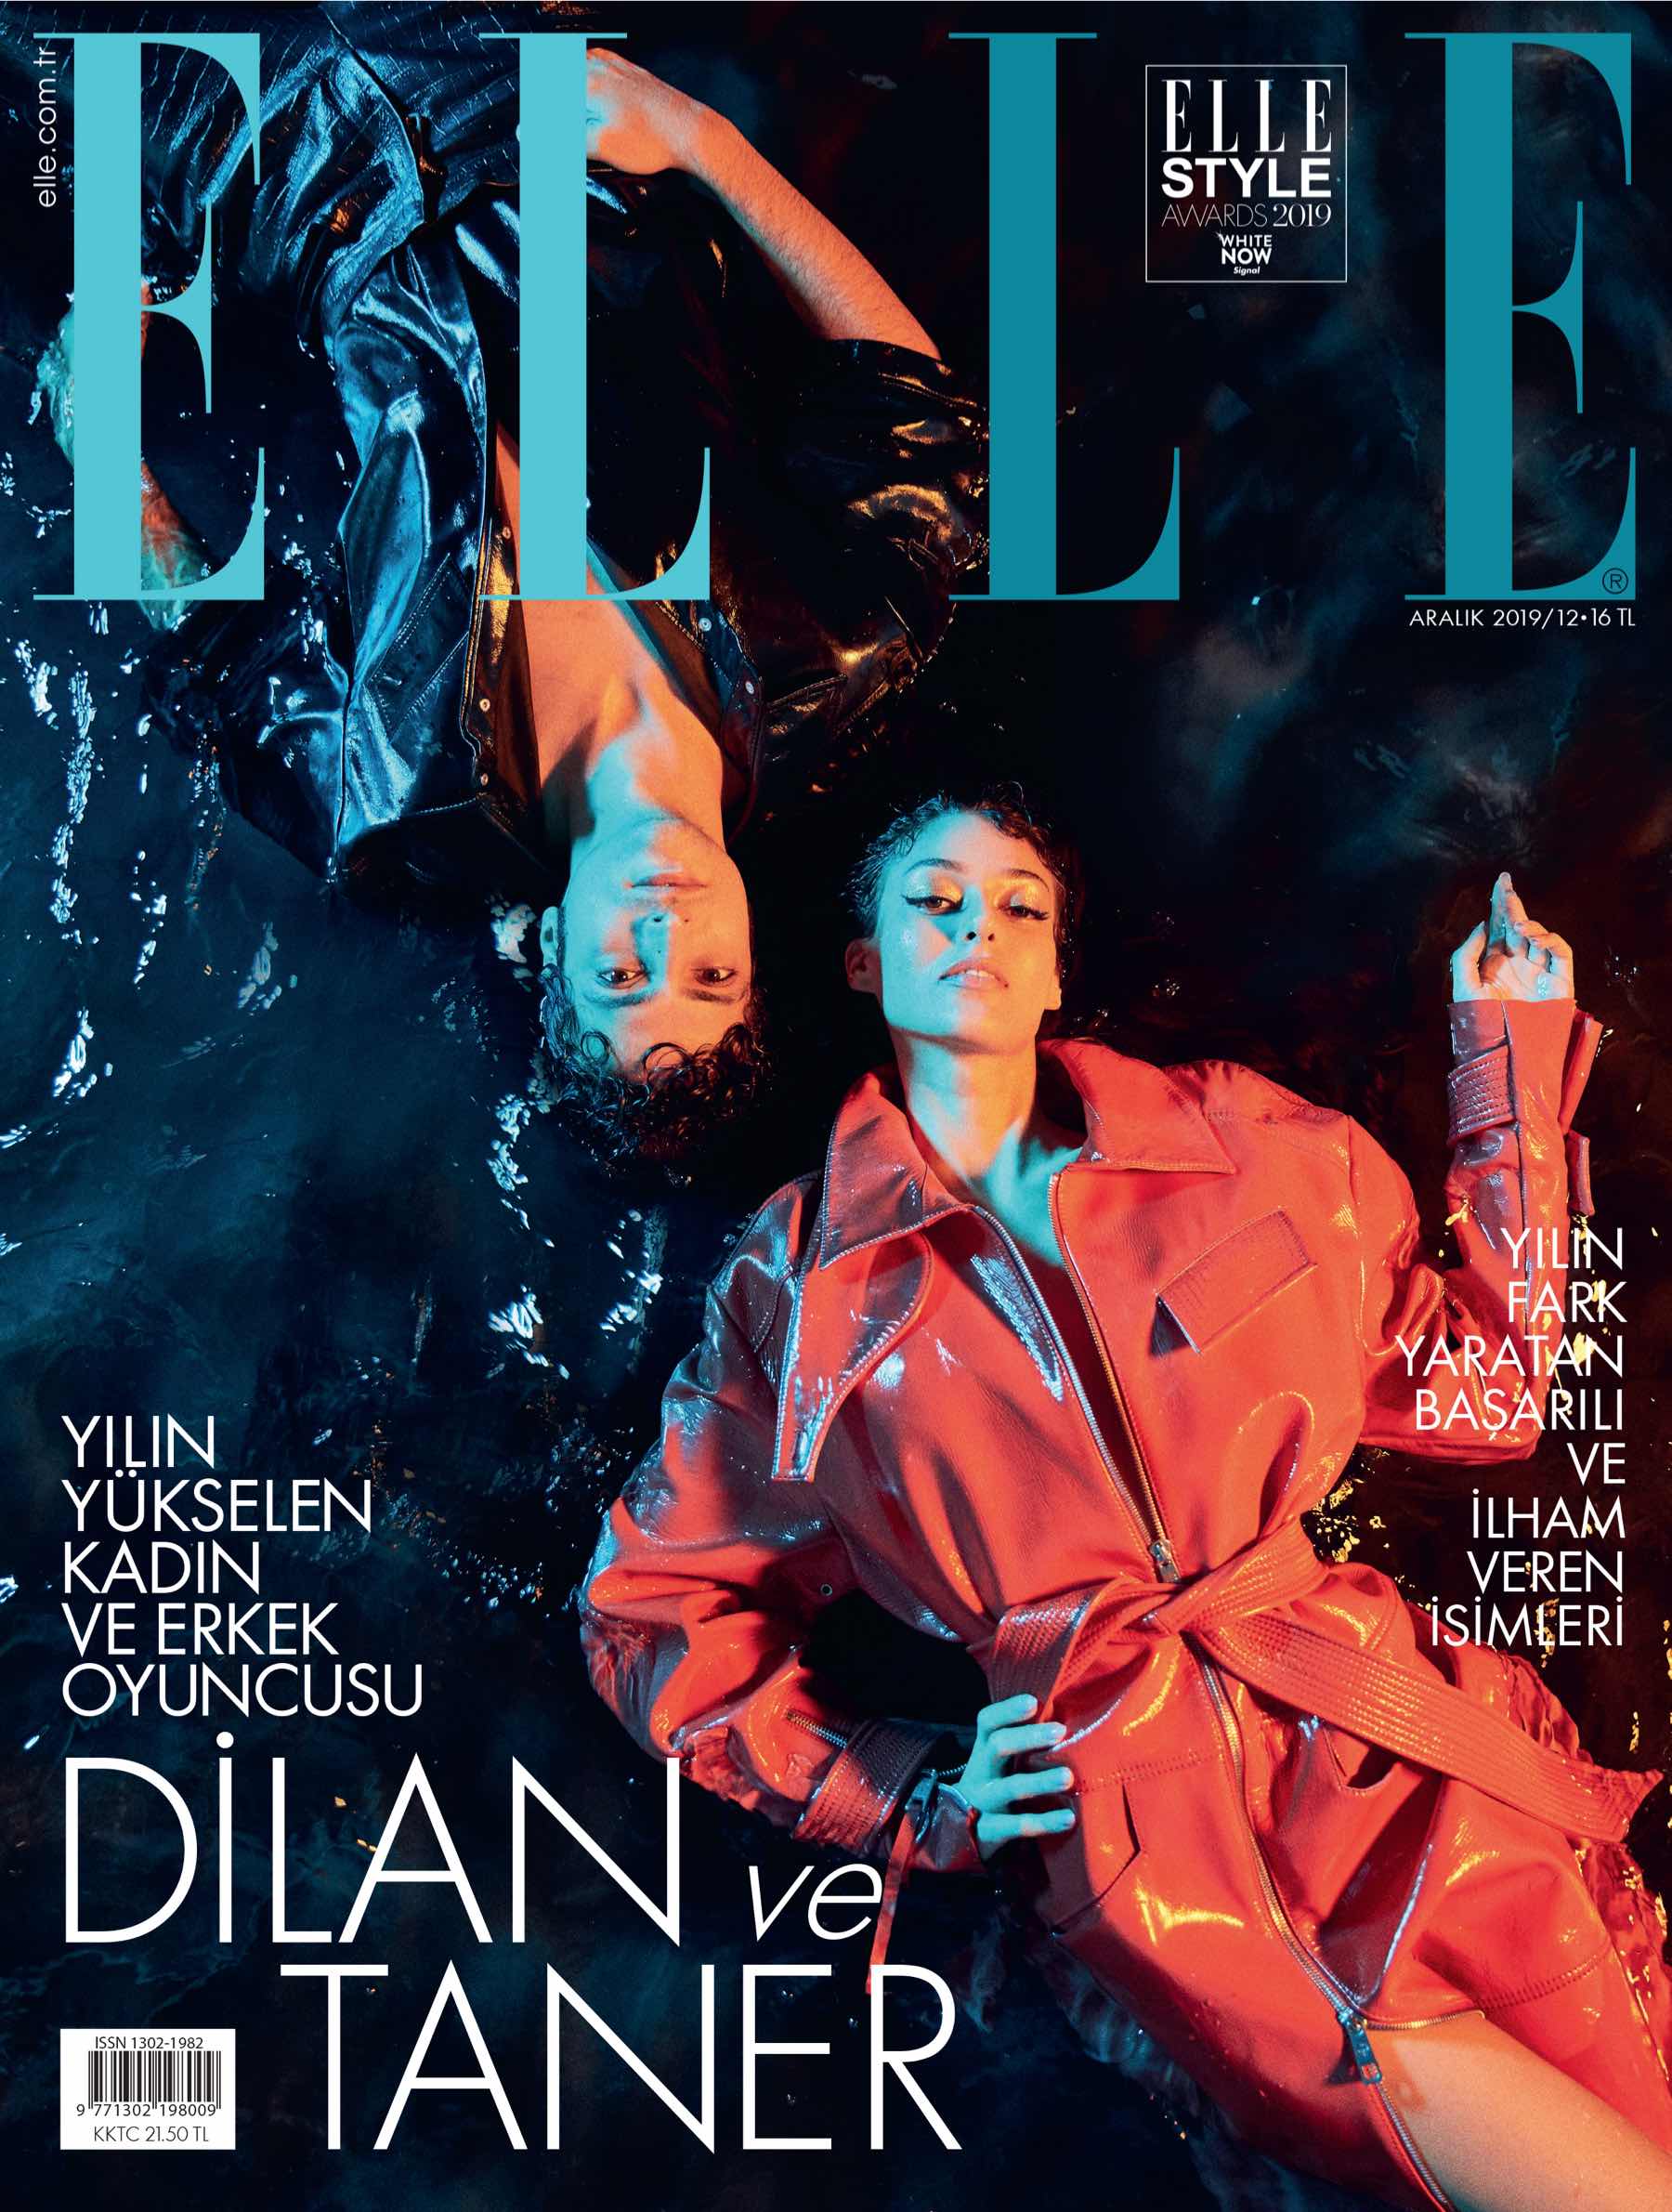 ELLE
elle.com.tr
ELLE
STYLE
AWARDS 2019
WHITE
NOW
Signal
®
ARALIK 2019/12•16 TL
YILIN
FARK
YARATAN
BAŞARILI
VE
İLHAM
VEREN
İSİMLERİ
YILIN
YÜKSELEN
KADIN
VE ERKEK
OYUNCUSU
DİLAN ve
TANER
ISSN 1302-1982
9 771302 198009
KKTC 21.50 TL